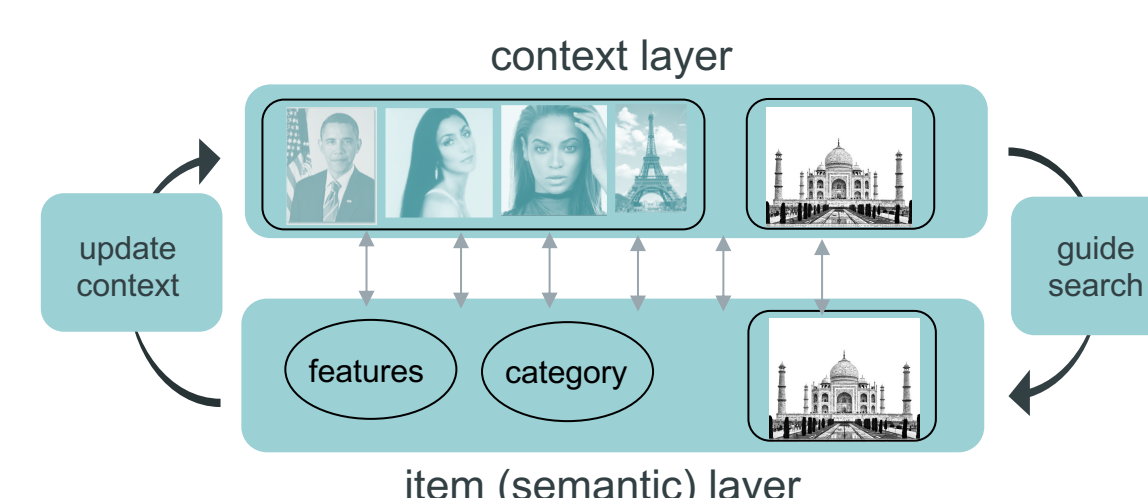 context layer
update
context
guide
search
features
category
item (semantic) layer